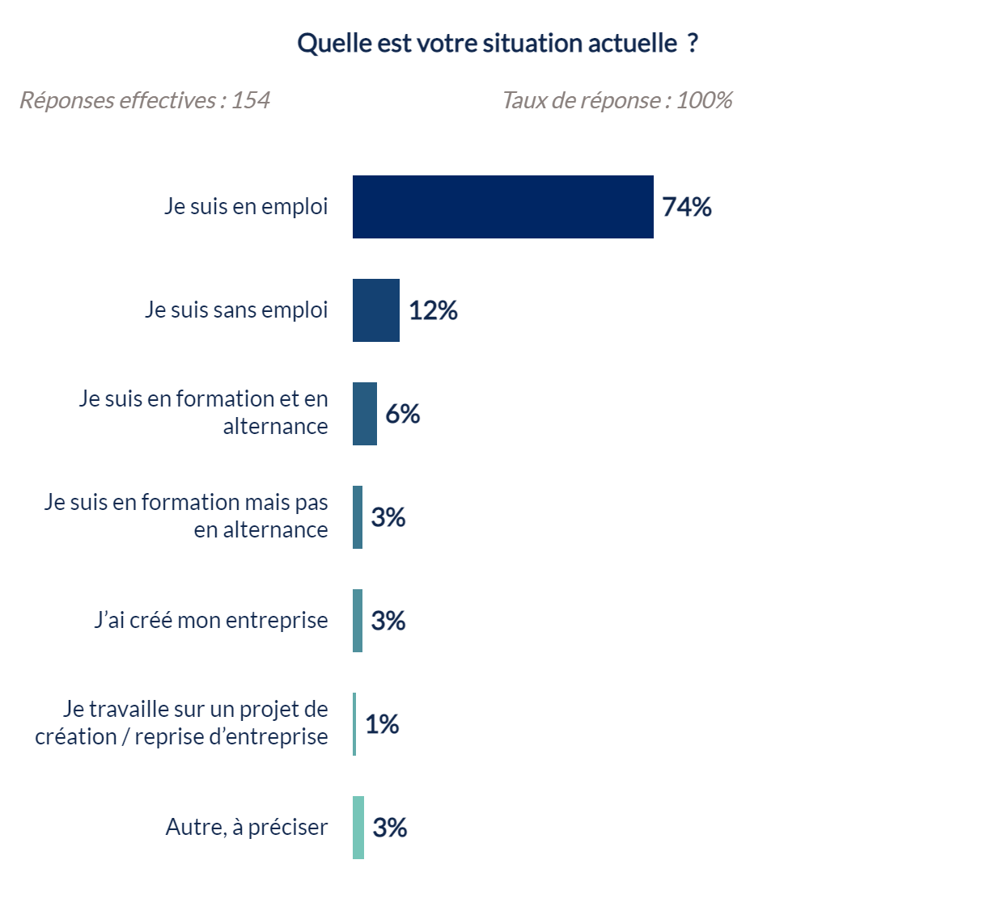 Quelle est votre situation actuelle  ?
Réponses effectives : 154
Taux de réponse : 100%
Je suis en emploi
74%
Je suis sans emploi
12%
Je suis en formation et en
alternance
6%
Je suis en formation mais pas
en alternance
3%
J’ai créé mon entreprise
3%
Je travaille sur un projet de
création / reprise d’entreprise
1%
Autre, à préciser
3%